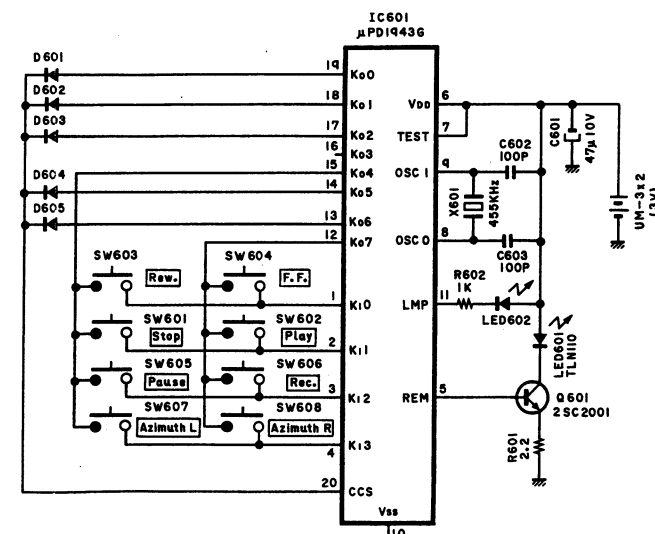 IC601
μPD1943G
D601
19 KO0
D602
18 KO1
D603
17 KO2
16 KO3
15 KO4
D604
14 KO5
D605
13 KO6
12 KO7
SW603 Rew.
SW604 F.F.
1 KI0
SW601 Stop
SW602 Play
2 KI1
SW605 Pause
SW606 Rec.
3 KI2
SW607 Azimuth L
SW608 Azimuth R
4 KI3
20 CCS
Vss
10
VDD 6
TEST 7
OSC I 9
OSC O 8
LMP 11
REM 5
C601
47μ10V
C602
100P
X601
455KHz
C603
100P
UM-3x2
(3V)
R602
1K
LED602
LED601
TLN110
Q601
2SC2001
R601
2.2